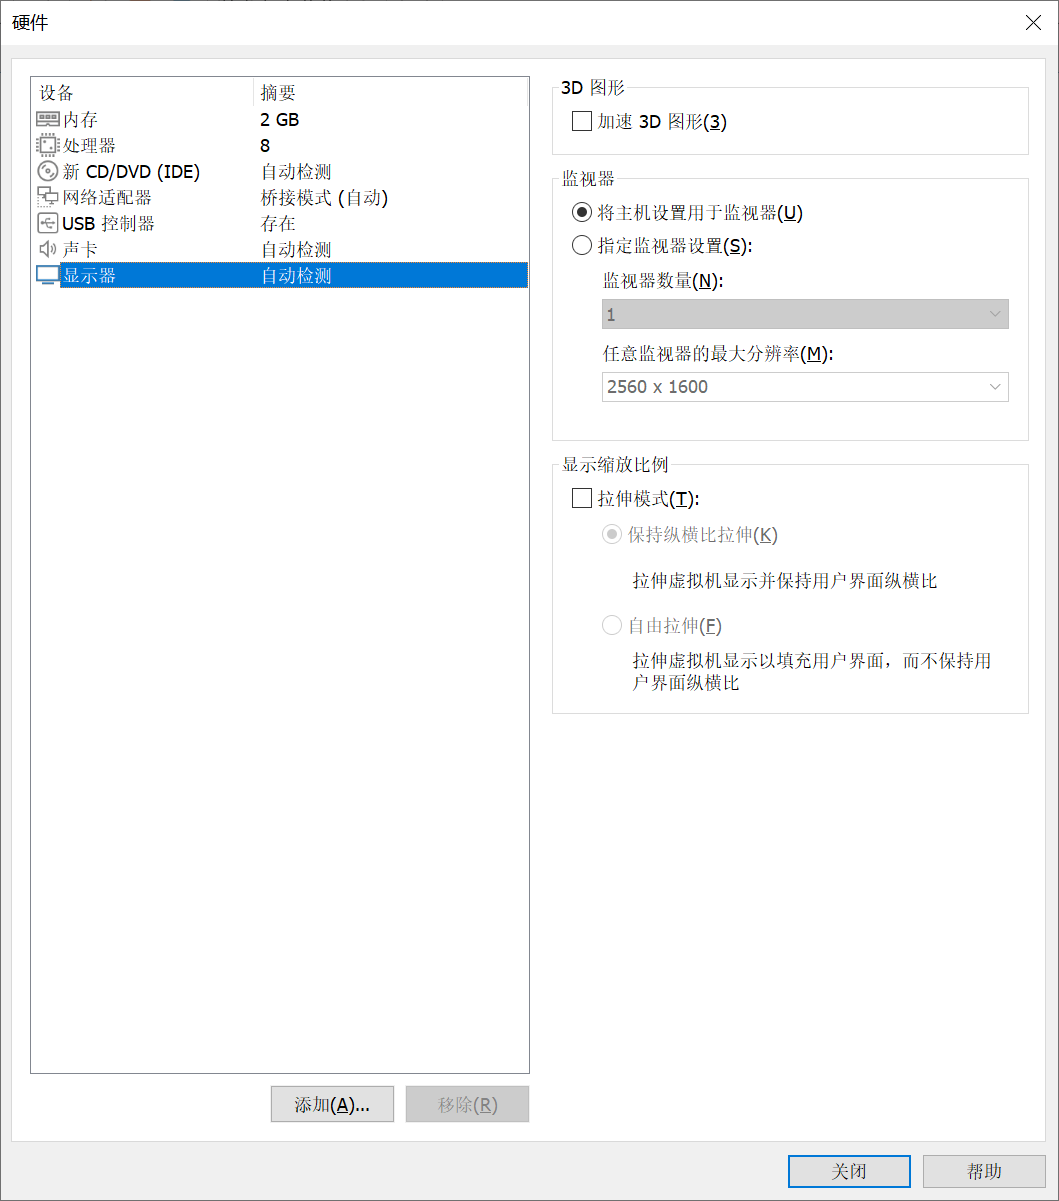 硬件
设备 摘要
内存 2 GB
处理器 8
新 CD/DVD (IDE) 自动检测
网络适配器 桥接模式 (自动)
USB 控制器 存在
声卡 自动检测
显示器 自动检测
添加(A)... 移除(R)
3D 图形
加速 3D 图形(3)
监视器
将主机设置用于监视器(U)
指定监视器设置(S):
监视器数量(N):
1
任意监视器的最大分辨率(M):
2560 x 1600
显示缩放比例
拉伸模式(T):
保持纵横比拉伸(K)
拉伸虚拟机显示并保持用户界面纵横比
自由拉伸(F)
拉伸虚拟机显示以填充用户界面，而不保持用
户界面纵横比
关闭 帮助